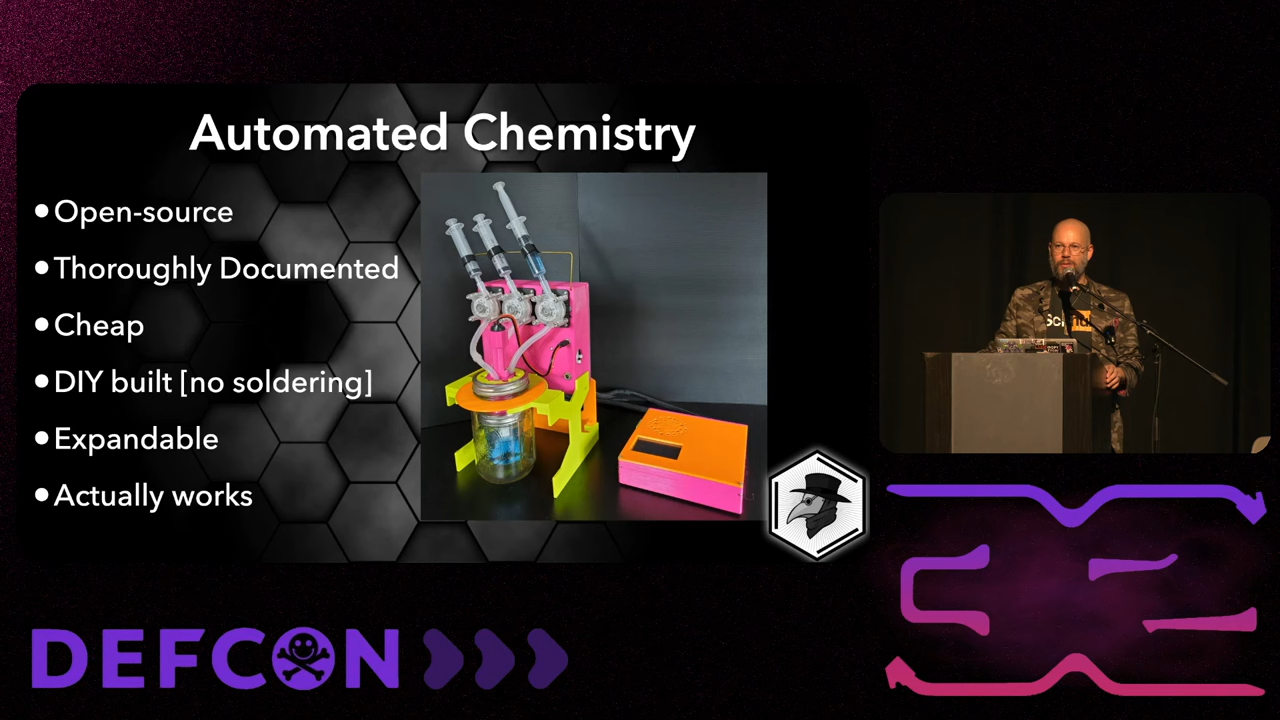 Automated Chemistry
•Open-source
•Thoroughly Documented
•Cheap
•DIY built [no soldering]
•Expandable
•Actually works
DEFCON